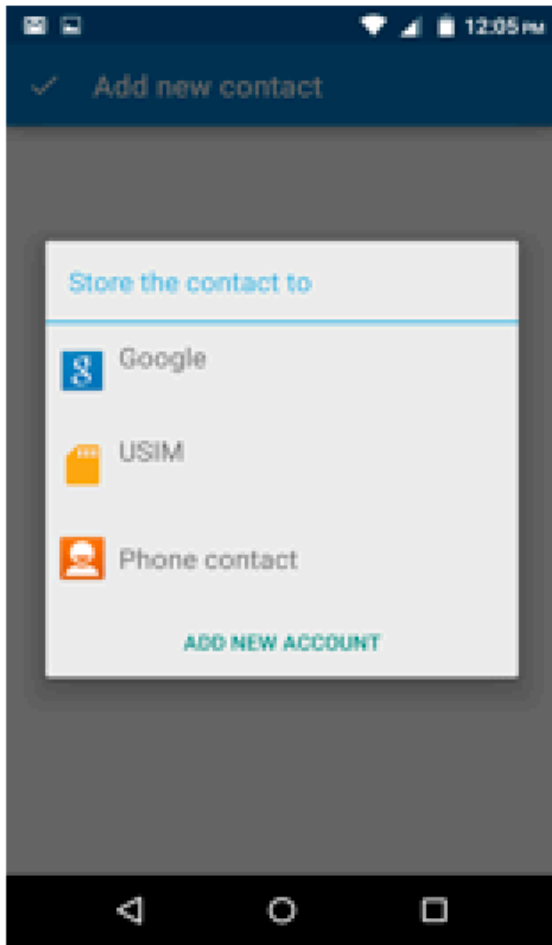 12:05 PM
Add new contact
Store the contact to
Google
USIM
Phone contact
ADD NEW ACCOUNT